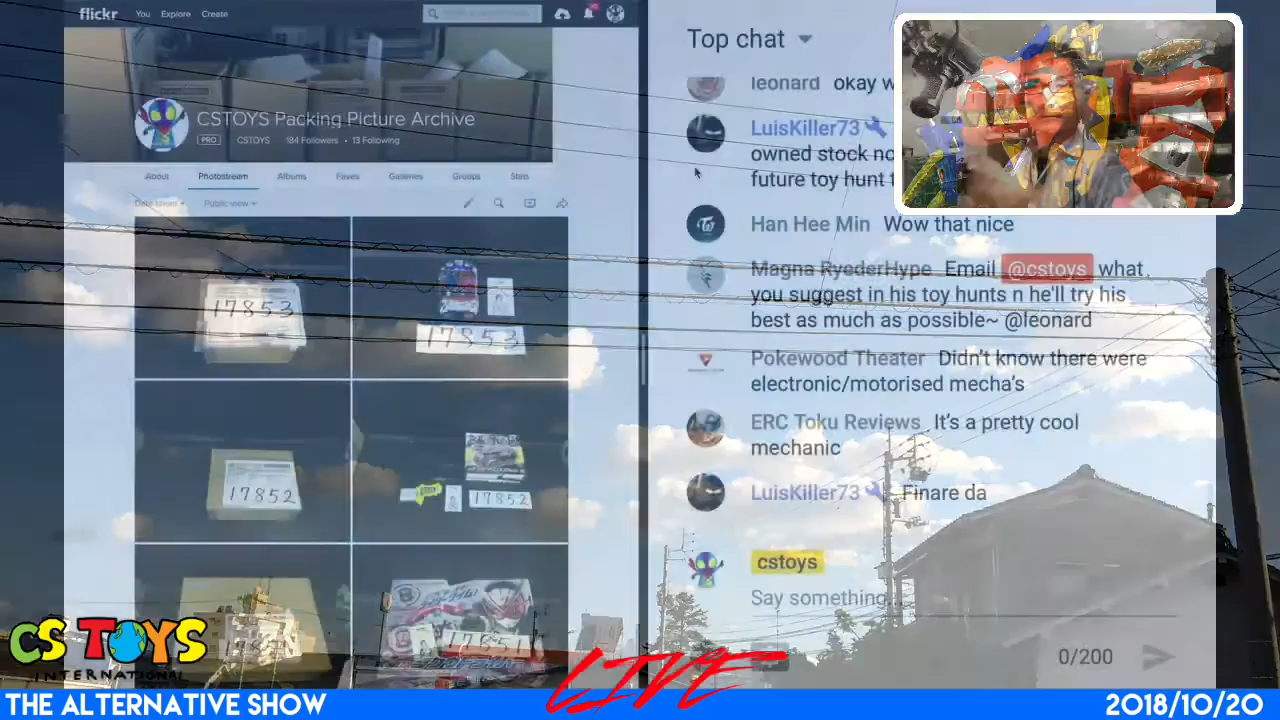 flickr
You Explore Create
CSTOYS Packing Picture Archive
PRO CSTOYS 184 Followers • 13 Following
About Photostream Albums Faves Galleries Groups Stats
Date taken Public view
17853
17853
17852
17852
17851
CS TOYS
INTERNATIONAL
Top chat
leonard okay w
LuisKiller73
owned stock no
future toy hunt t
Han Hee Min Wow that nice
Magna RyederHype Email @cstoys what
you suggest in his toy hunts n he'll try his
best as much as possible~ @leonard
Pokewood Theater Didn't know there were
electronic/motorised mecha's
ERC Toku Reviews It's a pretty cool
mechanic
LuisKiller73 Finare da
cstoys
Say something...
0/200
LIVE
THE ALTERNATIVE SHOW
2018/10/20